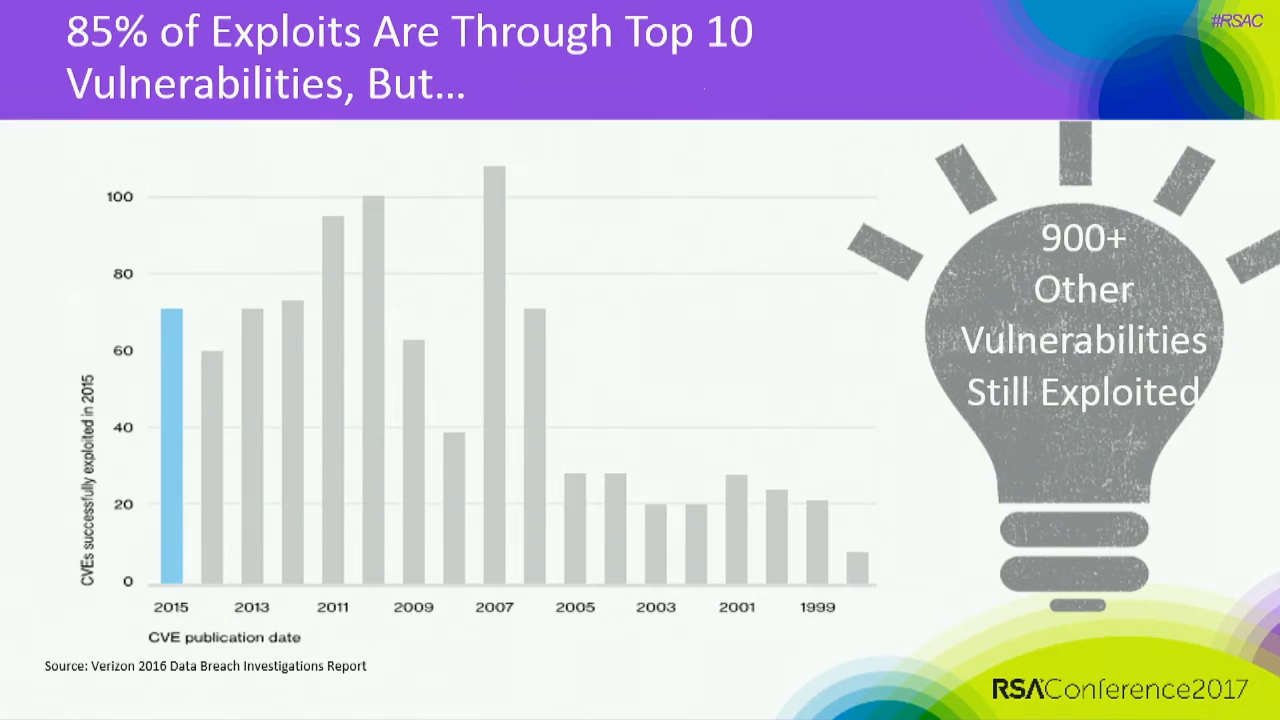 85% of Exploits Are Through Top 10
Vulnerabilities, But...
#RSAC
100
80
60
40
20
0
CVEs successfully exploited in 2015
2015
2013
2011
2009
2007
2005
2003
2001
1999
CVE publication date
900+
Other
Vulnerabilities
Still Exploited
Source: Verizon 2016 Data Breach Investigations Report
RSAConference2017